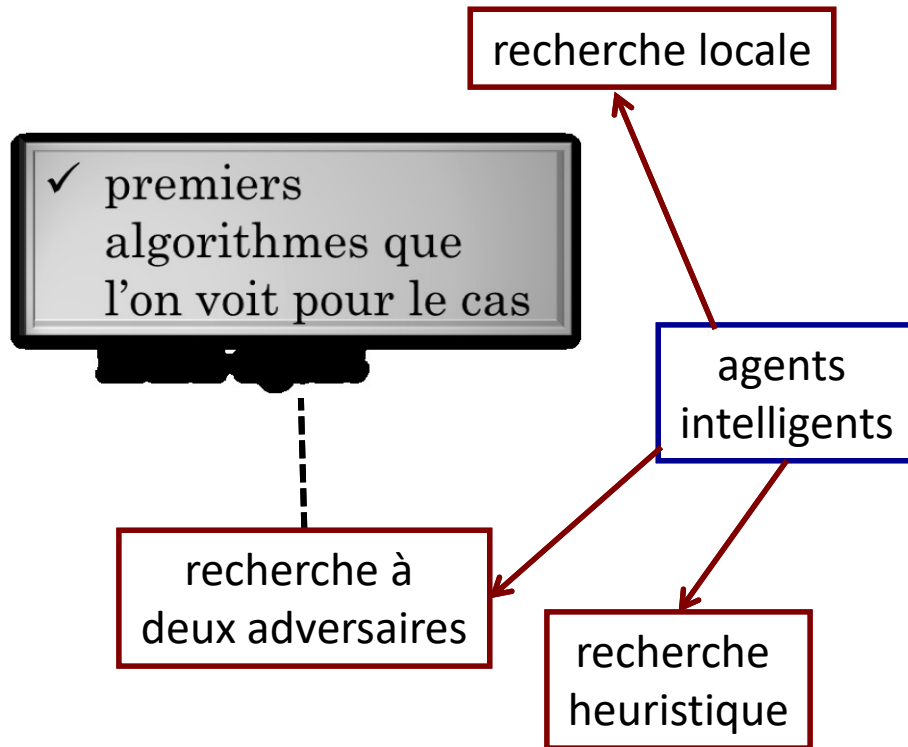 recherche locale
✓ premiers
algorithmes que
l’on voit pour le cas
agents
intelligents
recherche à
deux adversaires
recherche
heuristique